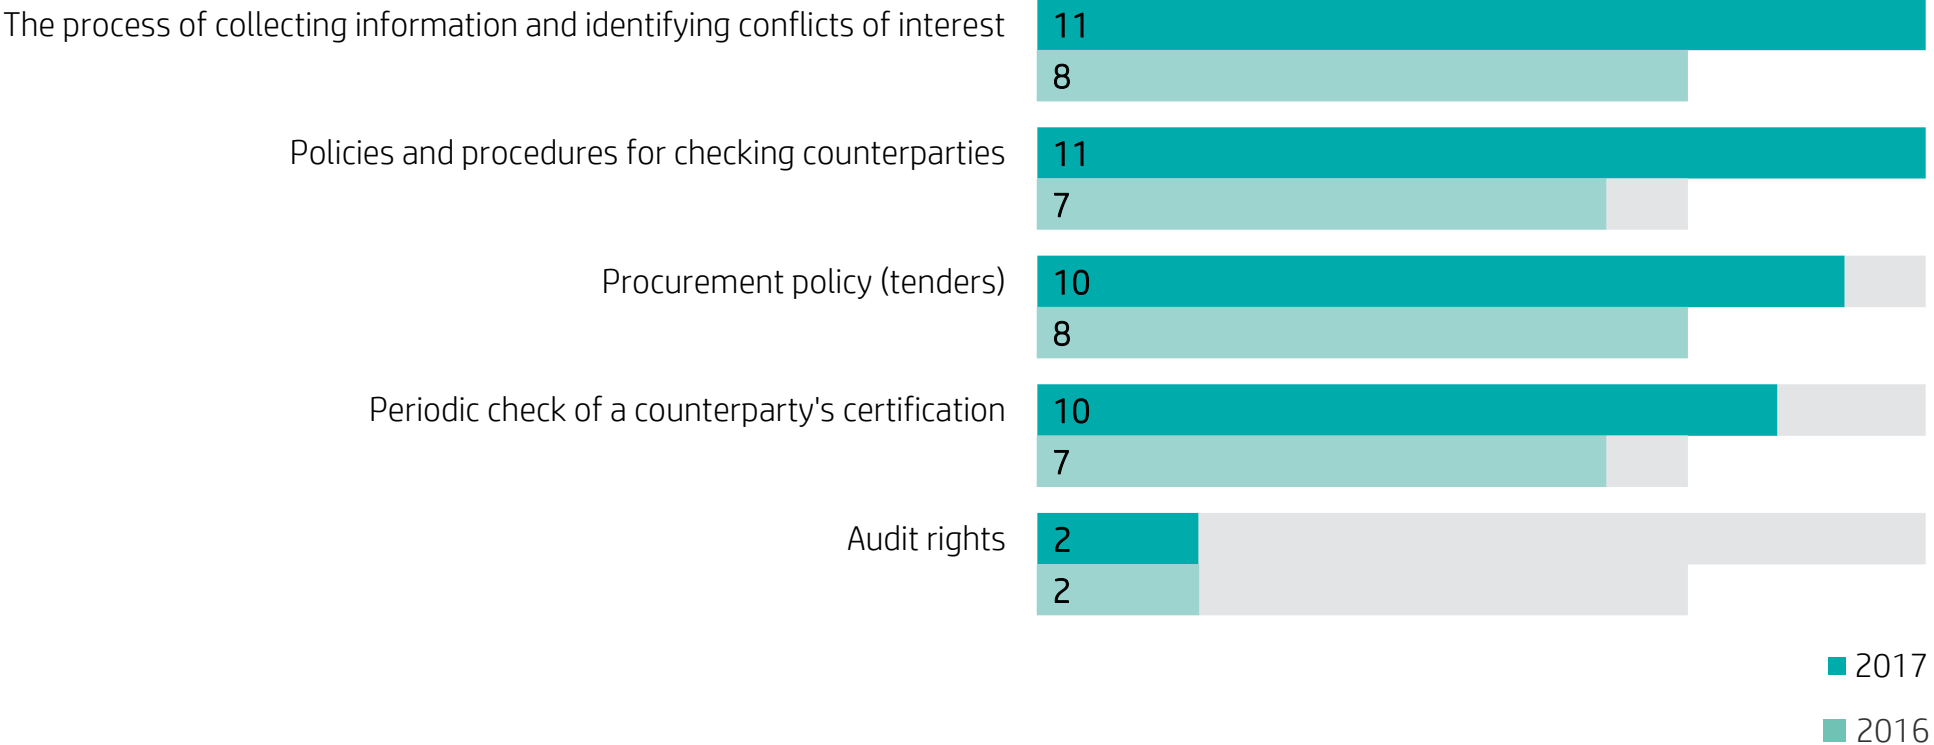 The process of collecting information and identifying conflicts of interest
11
8
Policies and procedures for checking counterparties
11
7
Procurement policy (tenders)
10
8
Periodic check of a counterparty's certification
10
7
Audit rights
2
2
2017
2016